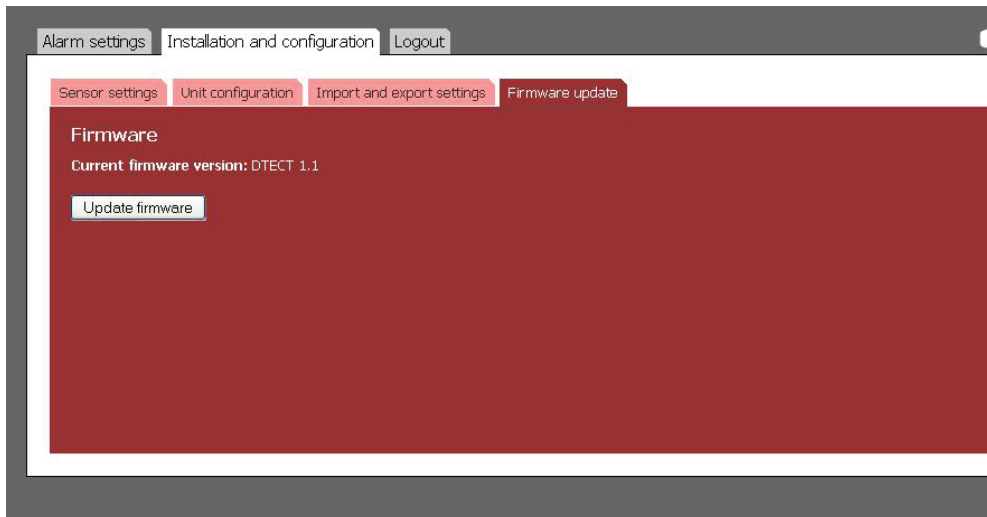 Alarm settings Installation and configuration Logout
Sensor settings Unit configuration Import and export settings Firmware update
Firmware
Current firmware version: DTECT 1.1
Update firmware